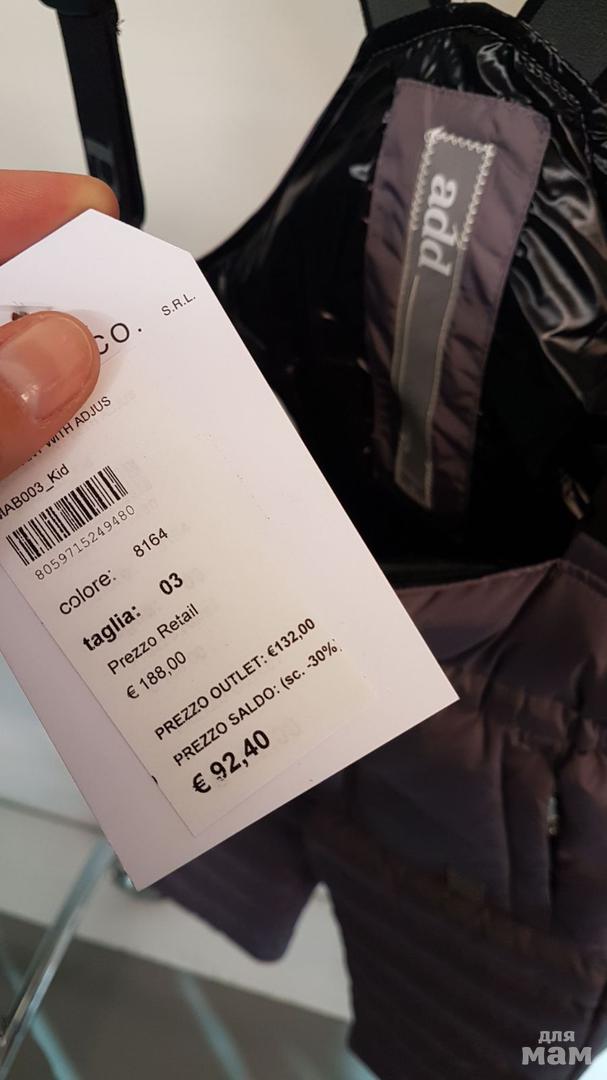 CO.
S.R.L.
WITH ADJUS
MAB003_Kid
8059715249480
colore: 8164
taglia: 03
Prezzo Retail
€ 188,00
PREZZO OUTLET: €132,00
PREZZO SALDO: (sc. -30%
€ 92,40
add
для
мам